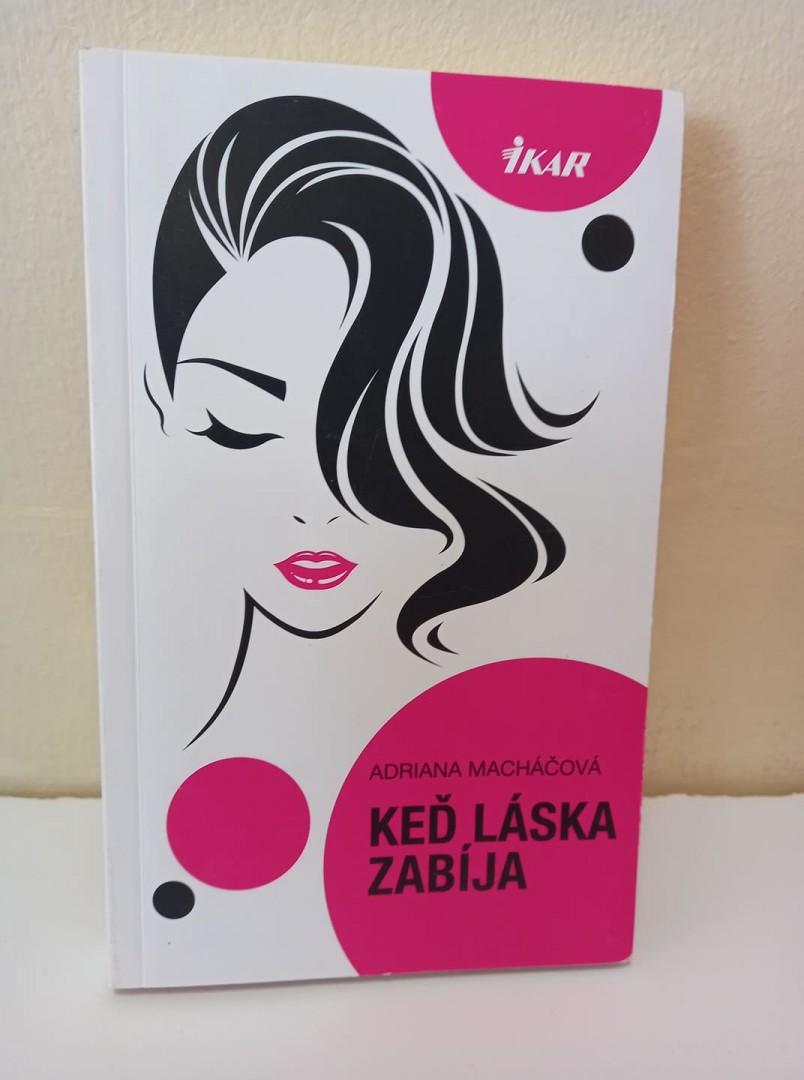 iKAR
ADRIANA MACHÁČOVÁ
KEĎ LÁSKA
ZABÍJA